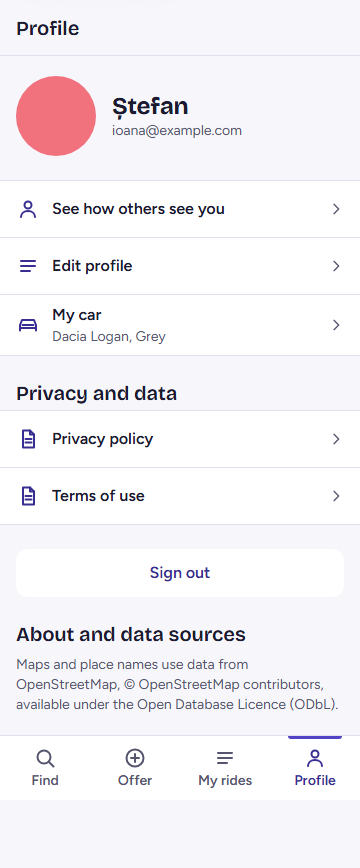 Profile
Ștefan
ioana@example.com
See how others see you
Edit profile
My car
Dacia Logan, Grey
Privacy and data
Privacy policy
Terms of use
Sign out
About and data sources
Maps and place names use data from
OpenStreetMap, © OpenStreetMap contributors,
available under the Open Database Licence (ODbL).
Find
Offer
My rides
Profile